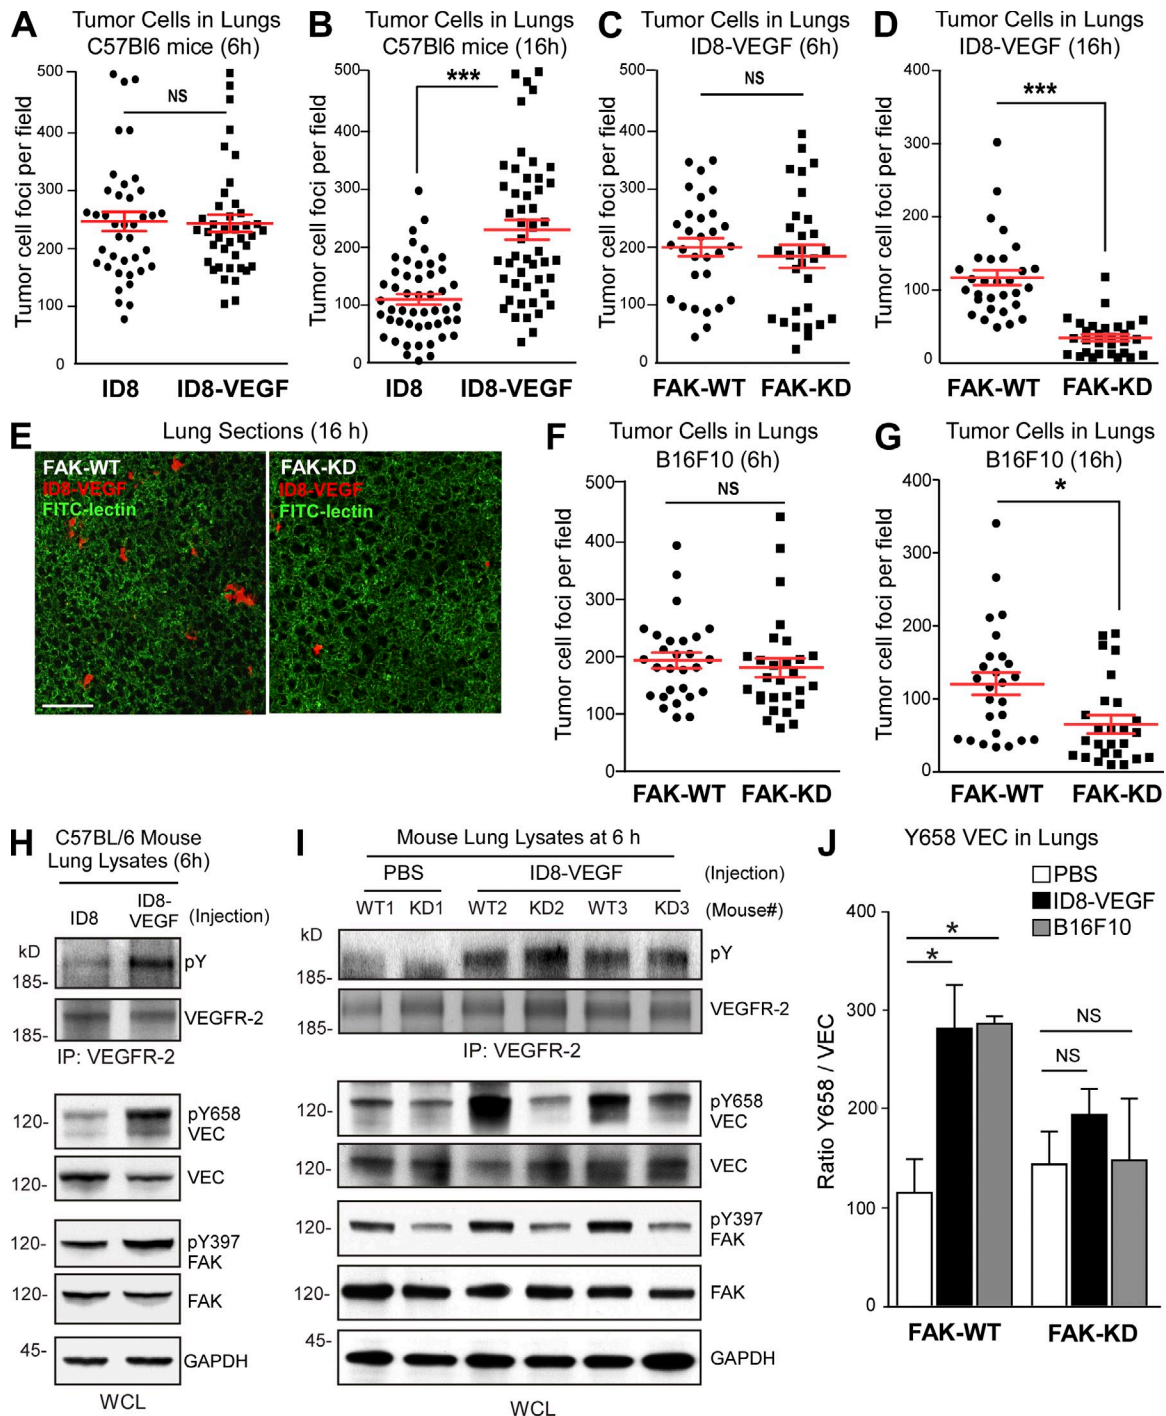 A
Tumor Cells in Lungs
C57Bl6 mice (6h)
Tumor cell foci per field
500
400
300
200
100
0
NS
ID8
ID8-VEGF
B
Tumor Cells in Lungs
C57Bl6 mice (16h)
Tumor cell foci per field
500
400
300
200
100
0
***
ID8
ID8-VEGF
C
Tumor Cells in Lungs
ID8-VEGF (6h)
Tumor cell foci per field
500
400
300
200
100
0
NS
FAK-WT
FAK-KD
D
Tumor Cells in Lungs
ID8-VEGF (16h)
Tumor cell foci per field
400
300
200
100
0
***
FAK-WT
FAK-KD
E
Lung Sections (16 h)
FAK-WT
ID8-VEGF
FITC-lectin
FAK-KD
ID8-VEGF
FITC-lectin
F
Tumor Cells in Lungs
B16F10 (6h)
Tumor cell foci per field
500
400
300
200
100
0
NS
FAK-WT
FAK-KD
G
Tumor Cells in Lungs
B16F10 (16h)
Tumor cell foci per field
400
300
200
100
0
*
FAK-WT
FAK-KD
H
C57BL/6 Mouse
Lung Lysates (6h)
ID8
ID8-
VEGF
(Injection)
kD
185-
pY
185-
VEGFR-2
IP: VEGFR-2
120-
pY658
VEC
120-
VEC
120-
pY397
FAK
120-
FAK
45-
GAPDH
WCL
I
Mouse Lung Lysates at 6 h
PBS
ID8-VEGF
(Injection)
WT1 KD1 WT2 KD2 WT3 KD3
(Mouse#)
kD
185-
pY
185-
VEGFR-2
IP: VEGFR-2
120-
pY658
VEC
120-
VEC
120-
pY397
FAK
120-
FAK
45-
GAPDH
WCL
J
Y658 VEC in Lungs
PBS
ID8-VEGF
B16F10
Ratio Y658 / VEC
400
300
200
100
0
*
*
NS
NS
FAK-WT
FAK-KD